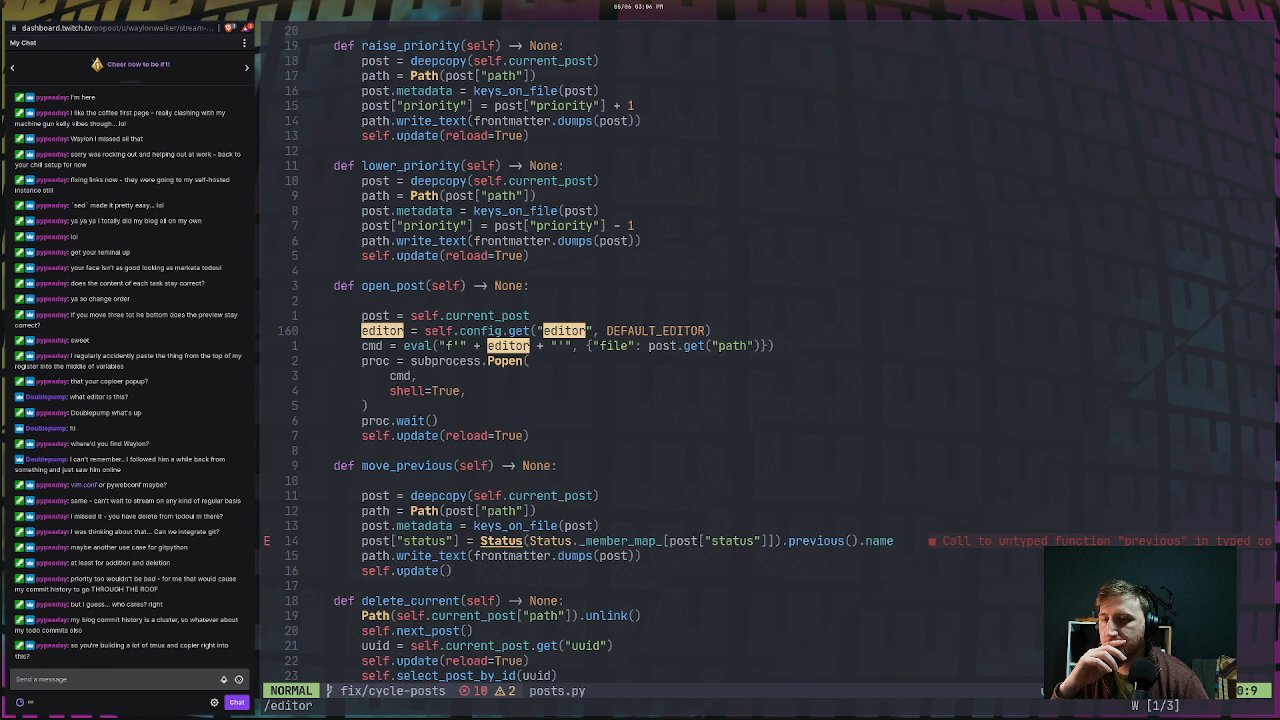 05/06 03:06 PM
dashboard.twitch.tv/popout/u/waylonwalker/stream-...
My Chat
Cheer now to be #1!
pypeaday: I'm here
pypeaday: I like the coffee first page - really clashing with my
machine gun kelly vibes though... lol
pypeaday: Waylon I missed all that
pypeaday: sorry was rocking out and helping out at work - back to
your chill setup for now
pypeaday: fixing links now - they were going to my self-hosted
instance still
pypeaday: `sed` made it pretty easy... lol
pypeaday: ya ya ya I totally did my blog all on my own
pypeaday: lol
pypeaday: get your teminal up
pypeaday: your face isn't as good looking as markata todoui
pypeaday: does the content of each task stay correct?
pypeaday: ya so change order
pypeaday: if you move three tot he bottom does the preview stay
correct?
pypeaday: sweet
pypeaday: I regularly accidently paste the thing from the top of my
register into the middle of variables
pypeaday: that your copioer popup?
Doublepump: what editor is this?
pypeaday: Doublepump what's up
Doublepump: hi
pypeaday: where'd you find Waylon?
Doublepump: I can't remember.. I followed him a while back from
something and just saw him online
pypeaday: vim.conf or pywebconf maybe?
pypeaday: same - can't wait to stream on any kind of regular basis
pypeaday: I missed it - you have delete from todoui in there?
pypeaday: I was thinking about that... Can we integrate git?
pypeaday: maybe another use case for gitpython
pypeaday: at least for addition and deletion
pypeaday: priority too wouldn't be bad - for me that would cause
my commit history to go THROUGH THE ROOF
pypeaday: but I guess... who cares? right
pypeaday: my blog commit history is a cluster, so whatever about
my todo commits also
pypeaday: so you're building a lot of tmux and copier right into
this?
Send a message
Chat
20
19 def raise_priority(self) -> None:
18 post = deepcopy(self.current_post)
17 path = Path(post["path"])
16 post.metadata = keys_on_file(post)
15 post["priority"] = post["priority"] + 1
14 path.write_text(frontmatter.dumps(post))
13 self.update(reload=True)
12
11 def lower_priority(self) -> None:
10 post = deepcopy(self.current_post)
9 path = Path(post["path"])
8 post.metadata = keys_on_file(post)
7 post["priority"] = post["priority"] - 1
6 path.write_text(frontmatter.dumps(post))
5 self.update(reload=True)
4
3 def open_post(self) -> None:
2
1 post = self.current_post
160 editor = self.config.get("editor", DEFAULT_EDITOR)
1 cmd = eval("f'" + editor + "'", {"file": post.get("path")})
2 proc = subprocess.Popen(
3 cmd,
4 shell=True,
5 )
6 proc.wait()
7 self.update(reload=True)
8
9 def move_previous(self) -> None:
10
11 post = deepcopy(self.current_post)
12 path = Path(post["path"])
13 post.metadata = keys_on_file(post)
E 14 post["status"] = Status(Status._member_map_[post["status"]]).previous().name ■ Call to untyped function "previous" in typed co
15 path.write_text(frontmatter.dumps(post))
16 self.update()
17
18 def delete_current(self) -> None:
19 Path(self.current_post["path"]).unlink()
20 self.next_post()
21 uuid = self.current_post.get("uuid")
22 self.update(reload=True)
23 self.select_post_by_id(uuid)
NORMAL fix/cycle-posts 10 2 posts.py 0:9
/editor W [1/3]